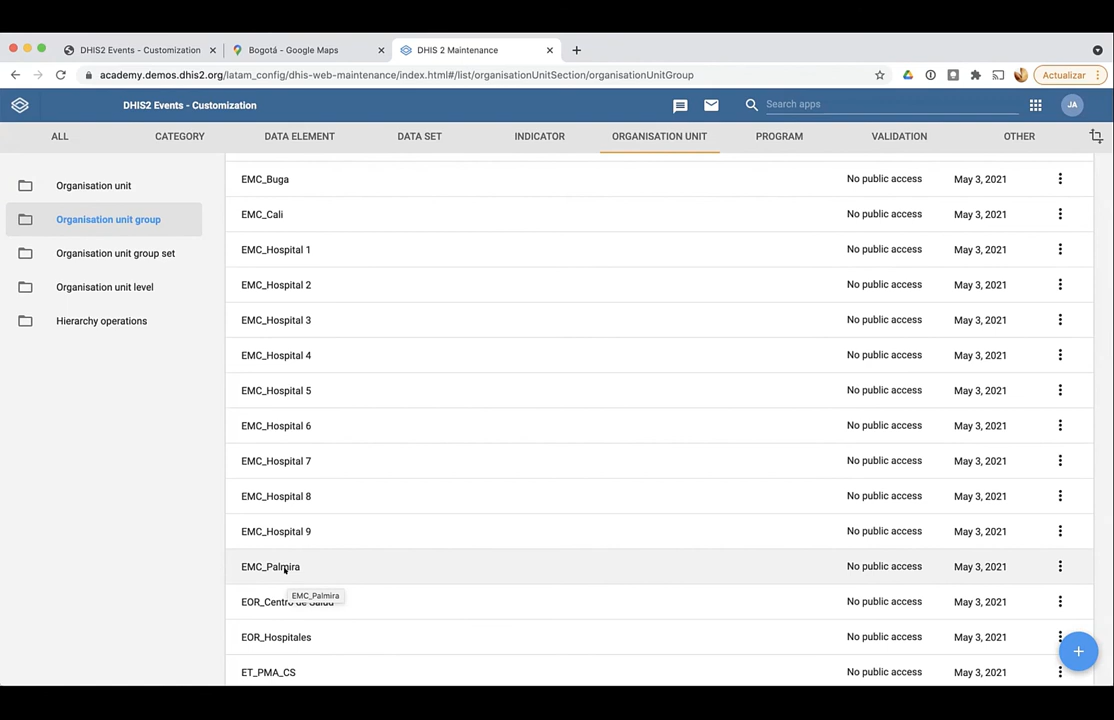 DHIS2 Events - Customization
Bogotá - Google Maps
DHIS 2 Maintenance
academy.demos.dhis2.org/latam_config/dhis-web-maintenance/index.html#/list/organisationUnitSection/organisationUnitGroup
Actualizar
DHIS2 Events - Customization
Search apps
JA
ALL
CATEGORY
DATA ELEMENT
DATA SET
INDICATOR
ORGANISATION UNIT
PROGRAM
VALIDATION
OTHER
Organisation unit
Organisation unit group
Organisation unit group set
Organisation unit level
Hierarchy operations
EMC_Buga No public access May 3, 2021
EMC_Cali No public access May 3, 2021
EMC_Hospital 1 No public access May 3, 2021
EMC_Hospital 2 No public access May 3, 2021
EMC_Hospital 3 No public access May 3, 2021
EMC_Hospital 4 No public access May 3, 2021
EMC_Hospital 5 No public access May 3, 2021
EMC_Hospital 6 No public access May 3, 2021
EMC_Hospital 7 No public access May 3, 2021
EMC_Hospital 8 No public access May 3, 2021
EMC_Hospital 9 No public access May 3, 2021
EMC_Palmira No public access May 3, 2021
EMC_Palmira
EOR_Centro de Salud No public access May 3, 2021
EOR_Hospitales No public access May 3, 2021
ET_PMA_CS No public access May 3, 2021